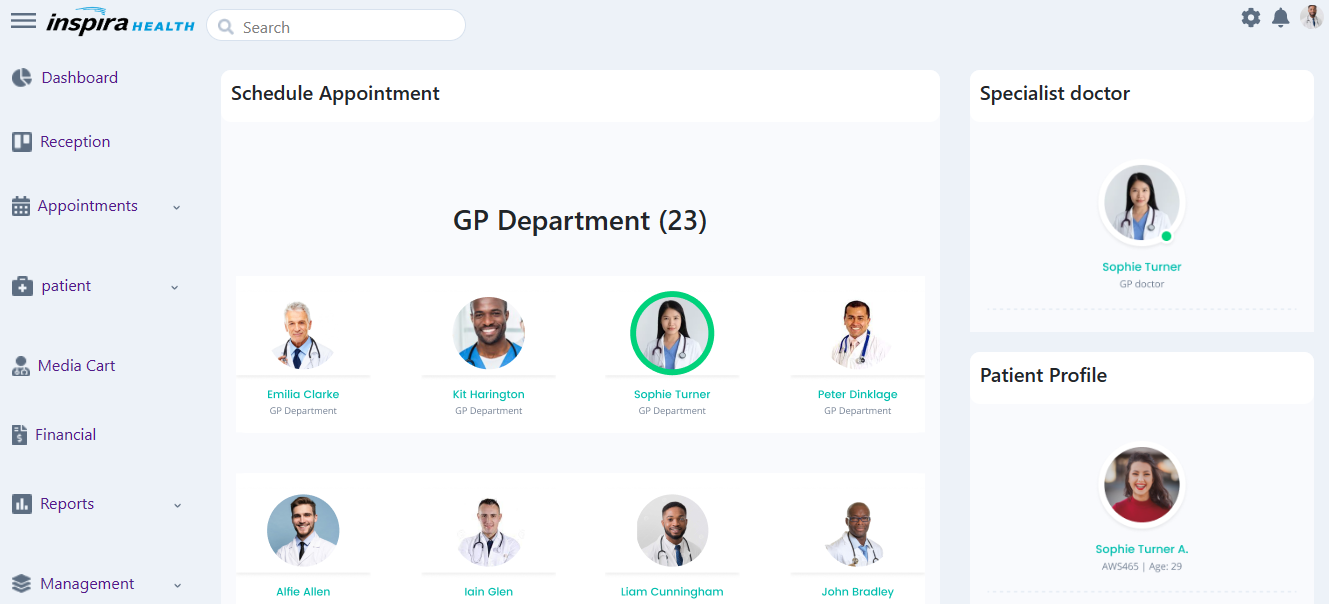 inspira HEALTH
Search
Dashboard
Reception
Appointments
patient
Media Cart
Financial
Reports
Management
Schedule Appointment
GP Department (23)
Emilia Clarke
GP Department
Kit Harington
GP Department
Sophie Turner
GP Department
Peter Dinklage
GP Department
Alfie Allen
Iain Glen
Liam Cunningham
John Bradley
Specialist doctor
Sophie Turner
GP doctor
Patient Profile
Sophie Turner A.
AWS465 | Age: 29